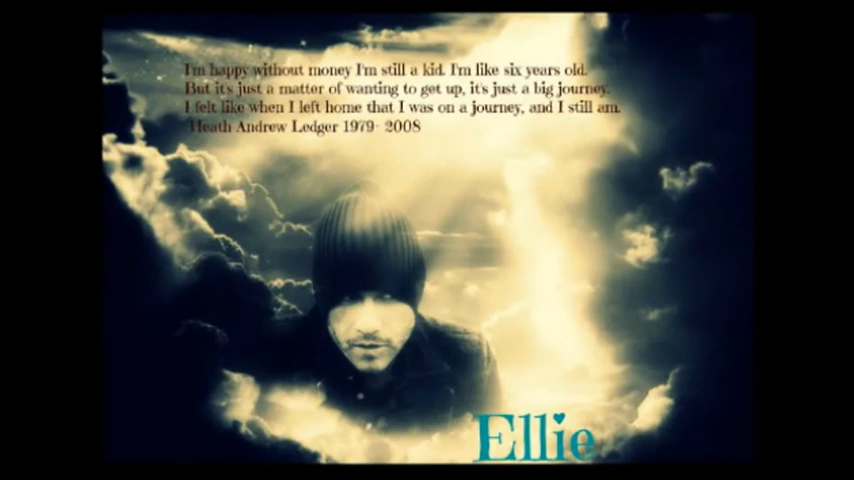 I'm happy without money I'm still a kid. I'm like six years old.
But it's just a matter of wanting to get up, it's just a big journey.
I felt like when I left home that I was on a journey, and I still am.
Heath Andrew Ledger 1979- 2008
Ellie